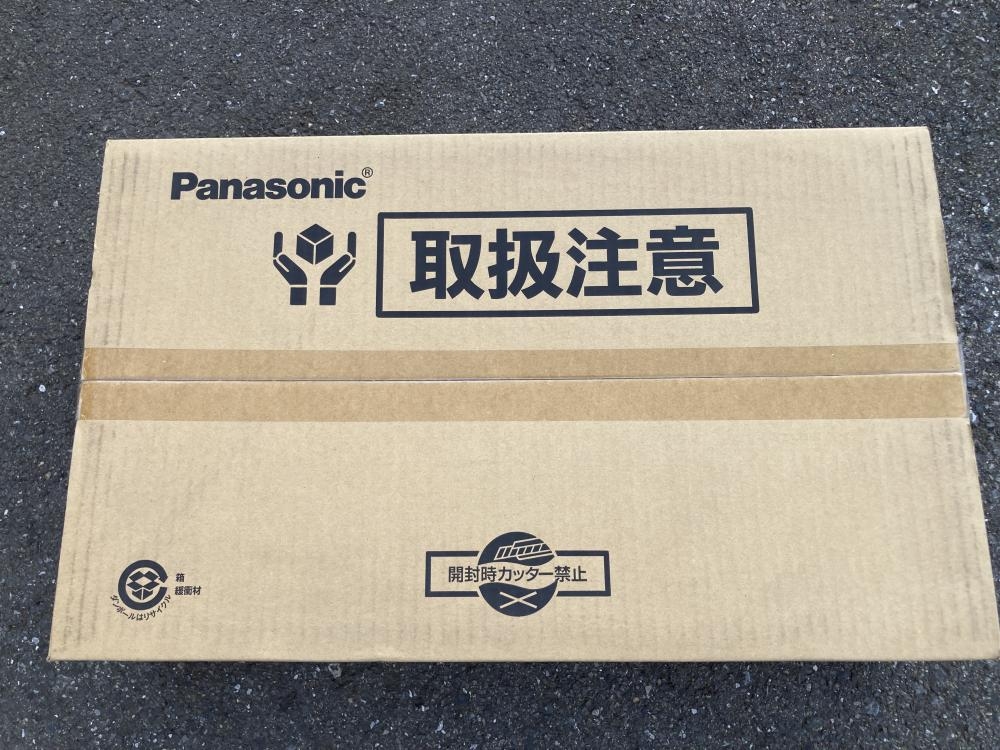 Panasonic®
取扱注意
開封時カッター禁止
箱
緩衝材
ダンボールはリサイクル